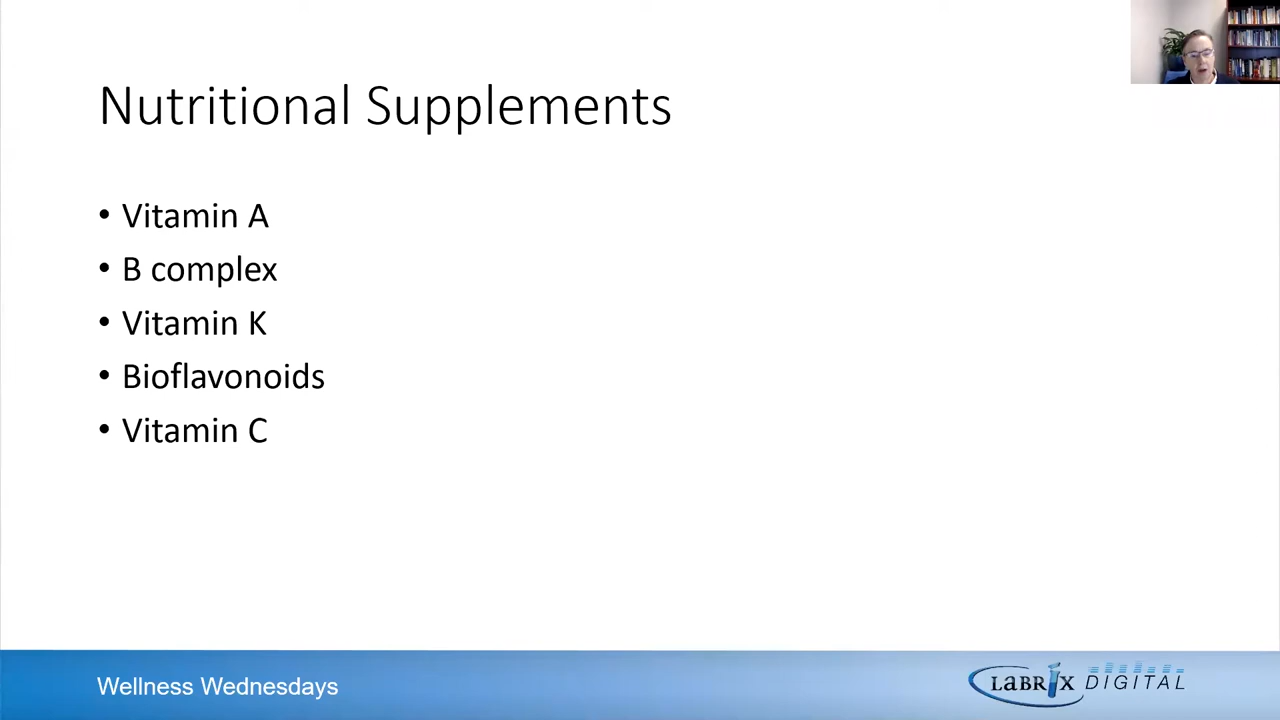 Nutritional Supplements
• Vitamin A
• B complex
• Vitamin K
• Bioflavonoids
• Vitamin C
Wellness Wednesdays
LABRIX DIGITAL